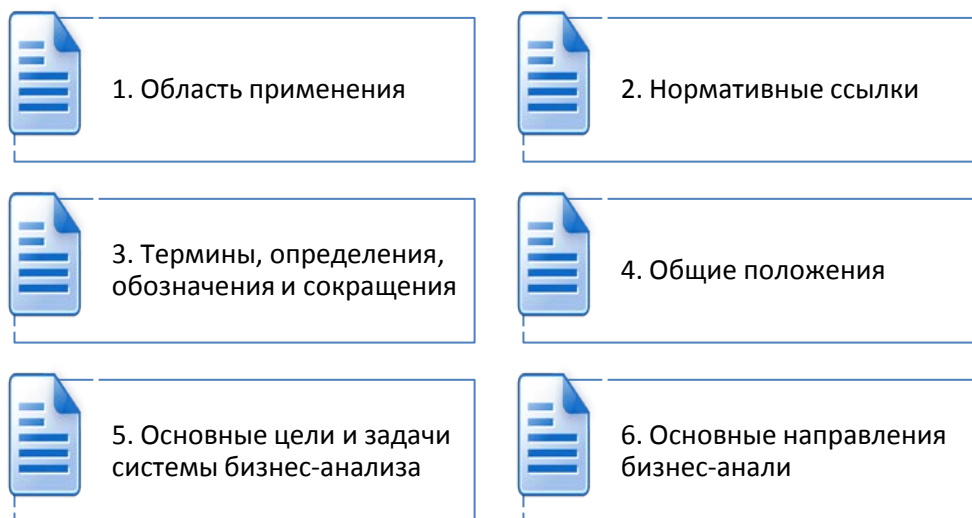 1. Область применения
2. Нормативные ссылки
3. Термины, определения,
обозначения и сокращения
4. Общие положения
5. Основные цели и задачи
системы бизнес-анализа
6. Основные направления
бизнес-анали